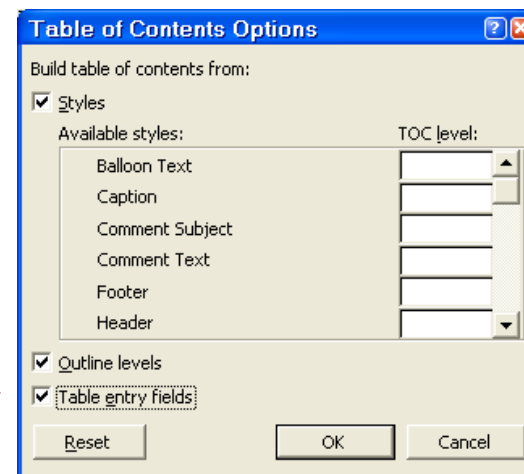 Table of Contents Options
Build table of contents from:
Styles
Available styles: TOC level:
Balloon Text
Caption
Comment Subject
Comment Text
Footer
Header
Outline levels
Table entry fields
Reset OK Cancel